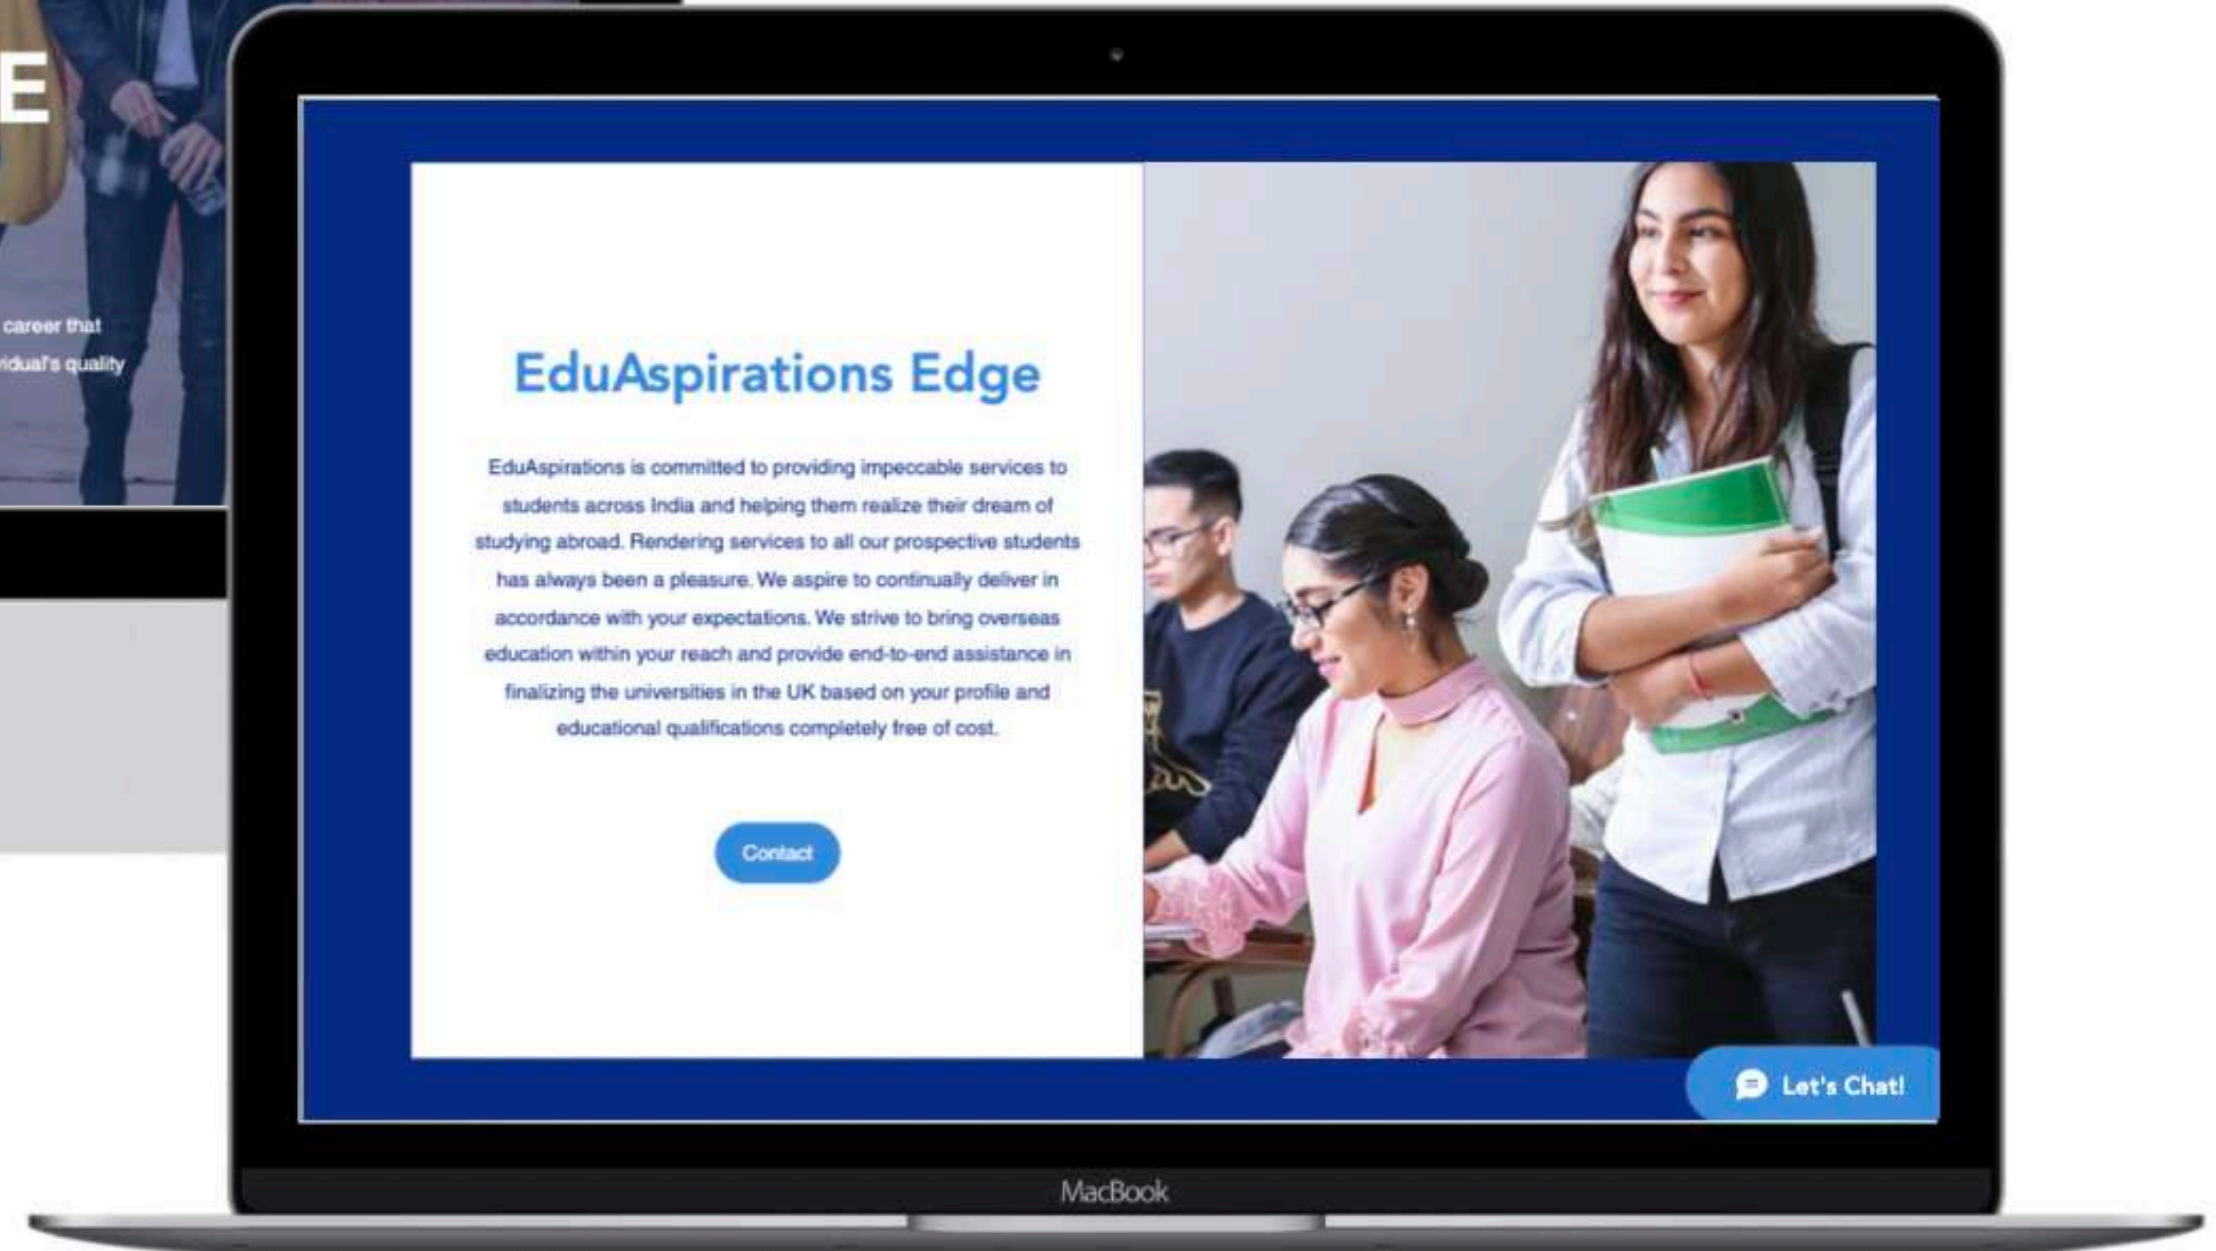 E
career that
vidual's quality
EduAspirations Edge
EduAspirations is committed to providing impeccable services to
students across India and helping them realize their dream of
studying abroad. Rendering services to all our prospective students
has always been a pleasure. We aspire to continually deliver in
accordance with your expectations. We strive to bring overseas
education within your reach and provide end-to-end assistance in
finalizing the universities in the UK based on your profile and
educational qualifications completely free of cost.
Contact
Let's Chat!
MacBook